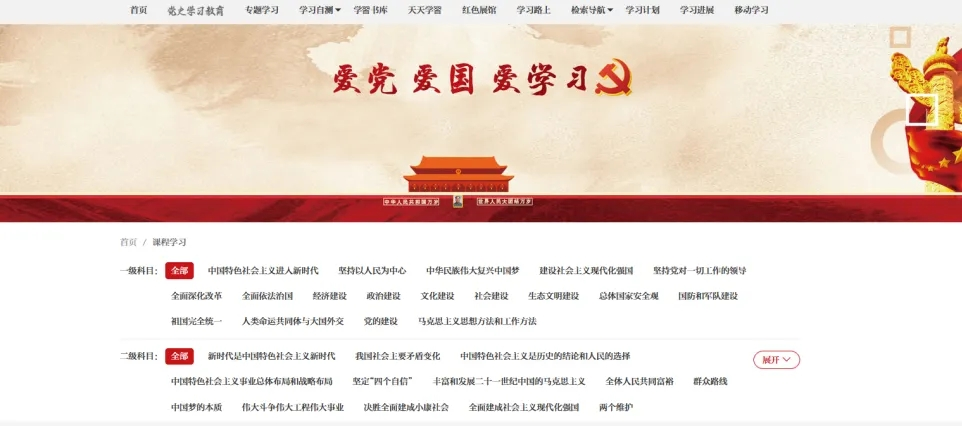 首页 党史学习教育 专题学习 学习自测 学习书库 天天学习 红色展馆 学习路上 检索导航 学习计划 学习进展 移动学习
爱党 爱国 爱学习
中华人民共和国万岁 世界人民大团结万岁
首页 / 课程学习
一级科目: 全部 中国特色社会主义进入新时代 坚持以人民为中心 中华民族伟大复兴中国梦 建设社会主义现代化强国 坚持党对一切工作的领导
全面深化改革 全面依法治国 经济建设 政治建设 文化建设 社会建设 生态文明建设 总体国家安全观 国防和军队建设
祖国完全统一 人类命运共同体与大国外交 党的建设 马克思主义思想方法和工作方法
二级科目: 全部 新时代是中国特色社会主义新时代 我国社会主要矛盾变化 中国特色社会主义是历史的结论和人民的选择 展开
中国特色社会主义事业总体布局和战略布局 坚定“四个自信” 丰富和发展二十一世纪中国的马克思主义 全体人民共同富裕 群众路线
中国梦的本质 伟大斗争伟大工程伟大事业 决胜全面建成小康社会 全面建成社会主义现代化强国 两个维护